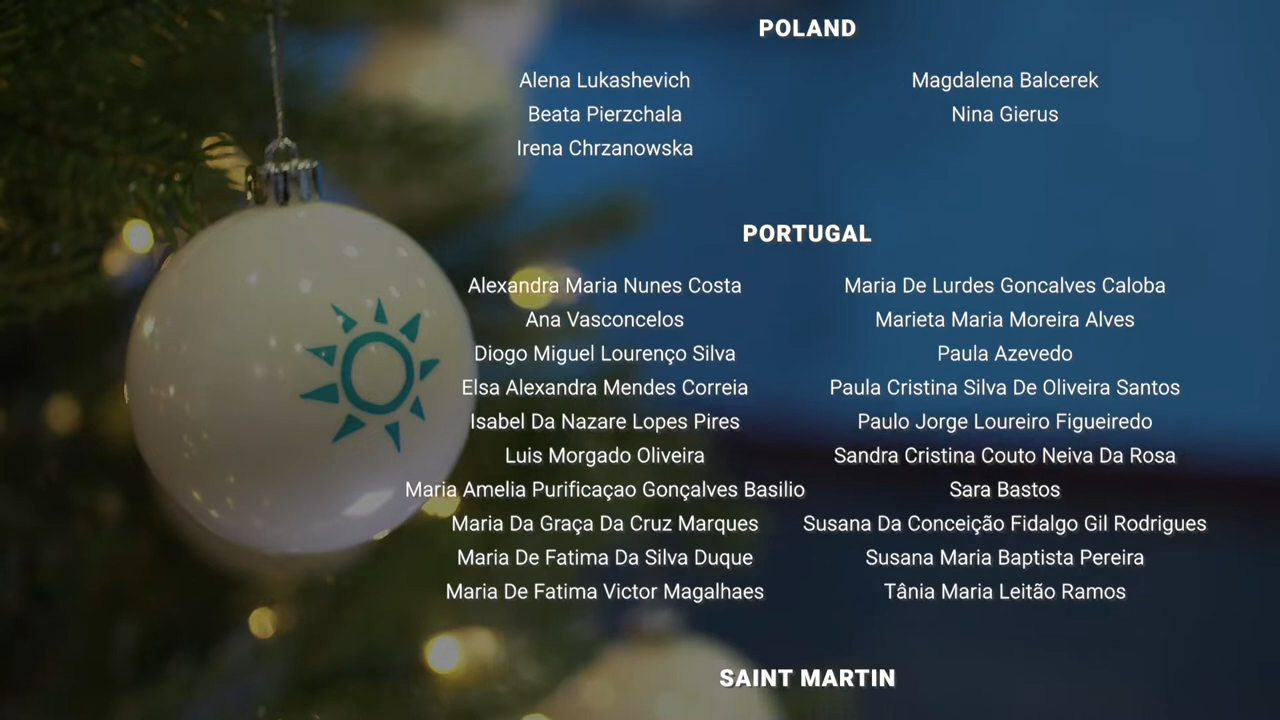 POLAND
Alena Lukashevich
Beata Pierzchala
Irena Chrzanowska
Magdalena Balcerek
Nina Gierus
PORTUGAL
Alexandra Maria Nunes Costa
Ana Vasconcelos
Diogo Miguel Lourenço Silva
Elsa Alexandra Mendes Correia
Isabel Da Nazare Lopes Pires
Luis Morgado Oliveira
Maria Amelia Purificaçao Gonçalves Basilio
Maria Da Graça Da Cruz Marques
Maria De Fatima Da Silva Duque
Maria De Fatima Victor Magalhaes
Maria De Lurdes Goncalves Caloba
Marieta Maria Moreira Alves
Paula Azevedo
Paula Cristina Silva De Oliveira Santos
Paulo Jorge Loureiro Figueiredo
Sandra Cristina Couto Neiva Da Rosa
Sara Bastos
Susana Da Conceição Fidalgo Gil Rodrigues
Susana Maria Baptista Pereira
Tânia Maria Leitão Ramos
SAINT MARTIN